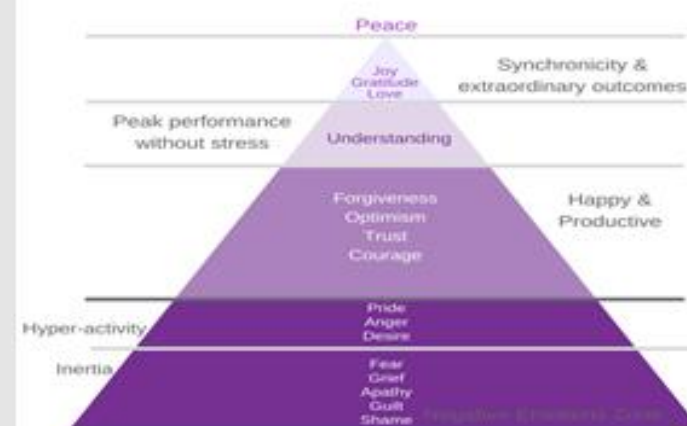 Peace
Joy
Gratitude
Love
Synchronicity &
extraordinary outcomes
Peak performance
without stress
Understanding
Forgiveness
Optimism
Trust
Courage
Happy &
Productive
Pride
Anger
Desire
Hyper-activity
Inertia
Fear
Grief
Apathy
Guilt
Shame